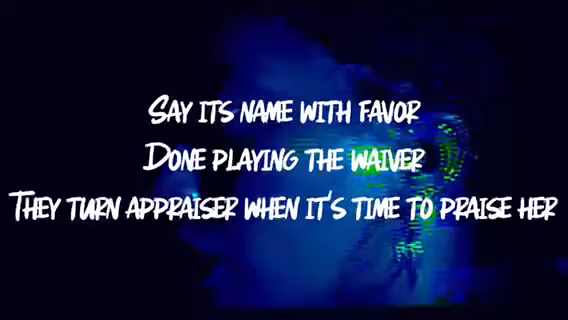 Say its name with favor
Done playing the waiver
They turn appraiser when it's time to praise her